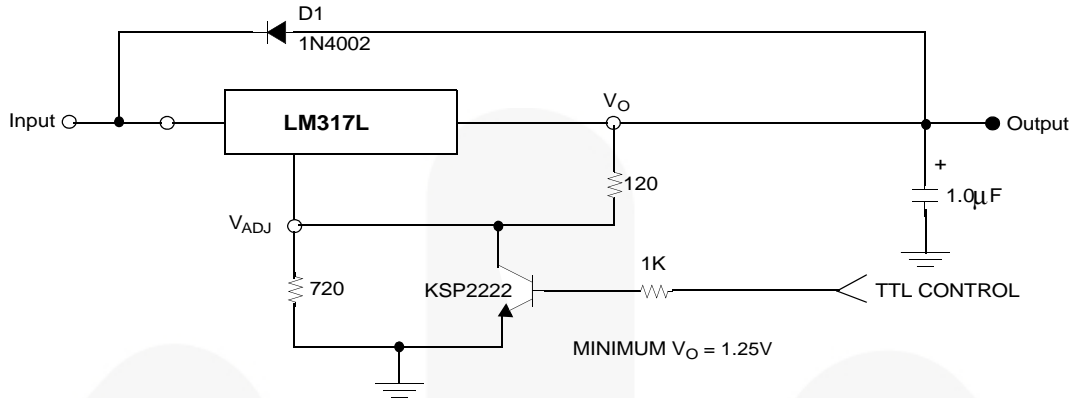 D1
1N4002
Input
LM317L
VO
Output
120
+
1.0μF
VADJ
720
KSP2222
1K
TTL CONTROL
MINIMUM VO = 1.25V